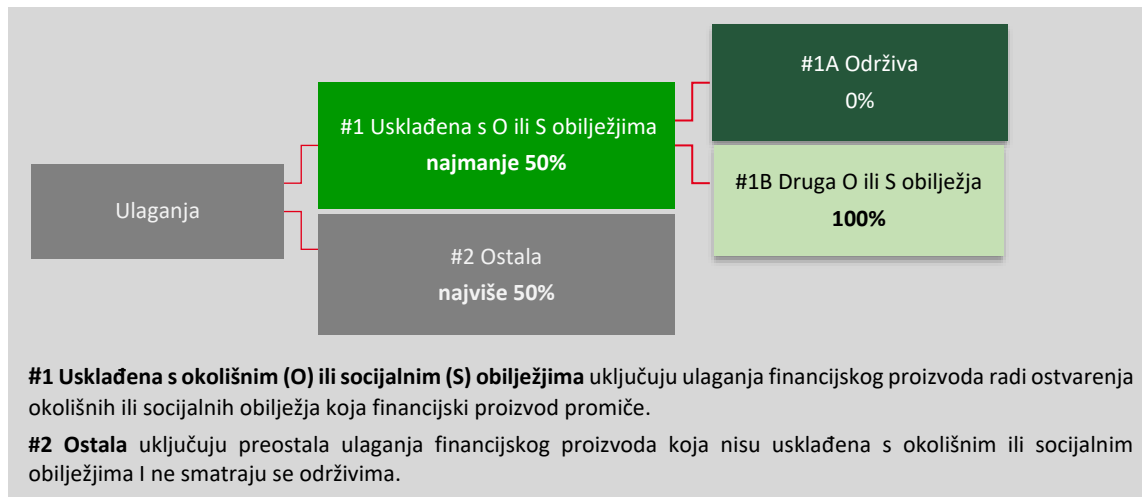 #1A Održiva
0%
#1 Usklađena s O ili S obilježjima
najmanje 50%
#1B Druga O ili S obilježja
100%
Ulaganja
#2 Ostala
najviše 50%
#1 Usklađena s okolišnim (O) ili socijalnim (S) obilježjima uključuju ulaganja financijskog proizvoda radi ostvarenja
okolišnih ili socijalnih obilježja koja financijski proizvod promiče.
#2 Ostala uključuju preostala ulaganja financijskog proizvoda koja nisu usklađena s okolišnim ili socijalnim
obilježjima I ne smatraju se održivima.